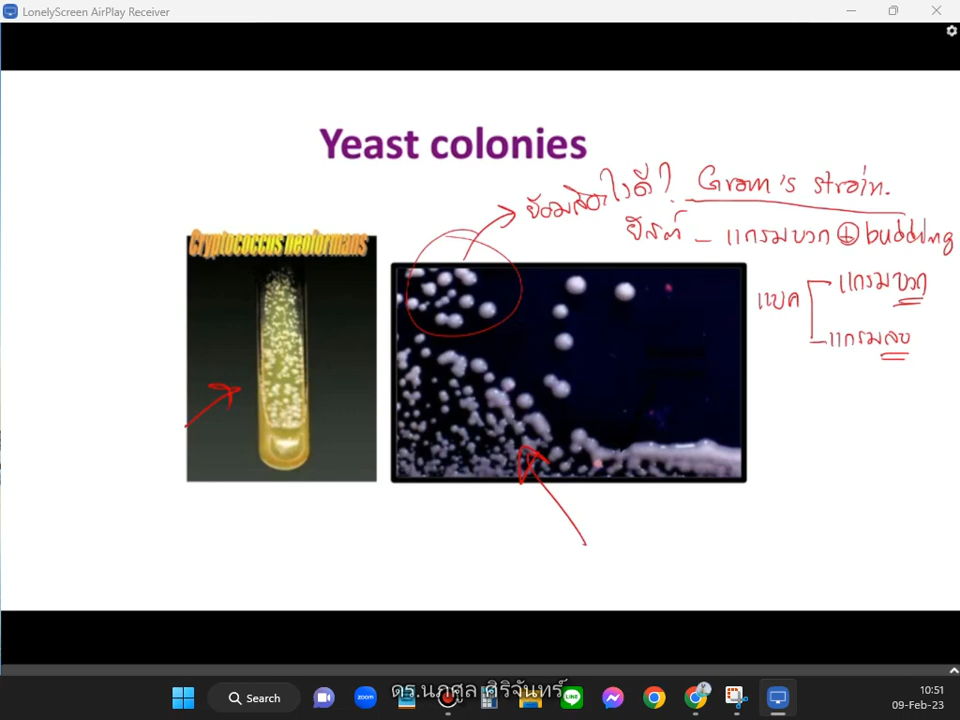 LonelyScreen AirPlay Receiver
Yeast colonies
ย้อมสีอะไรดี? Gram's strain.
ยีสต์ – แกรมบวก ⊕ budding
Cryptococcus neoformans
แบค แกรมบวก
แกรมลบ
Search
zoom
ดร.นภศูล ศิริจันทร์
10:51
09-Feb-23